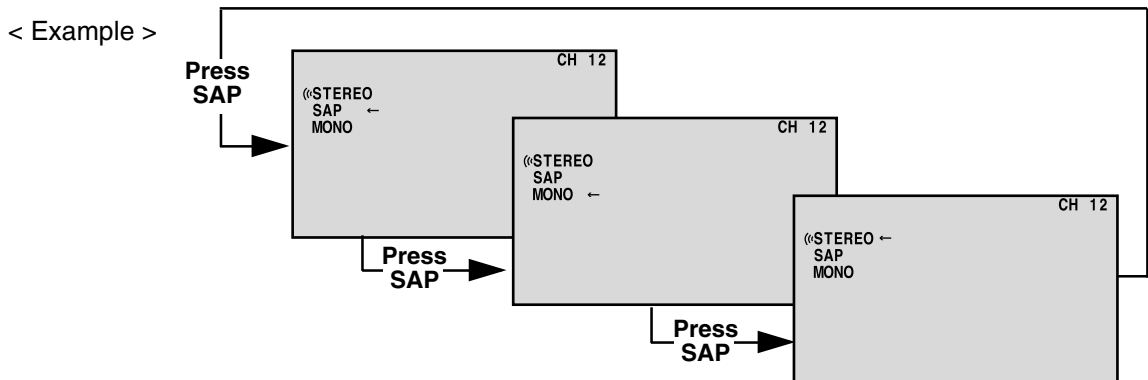 < Example >
Press
SAP
CH 12
((STEREO
SAP ←
MONO
Press
SAP
CH 12
((STEREO
SAP
MONO ←
Press
SAP
CH 12
((STEREO ←
SAP
MONO